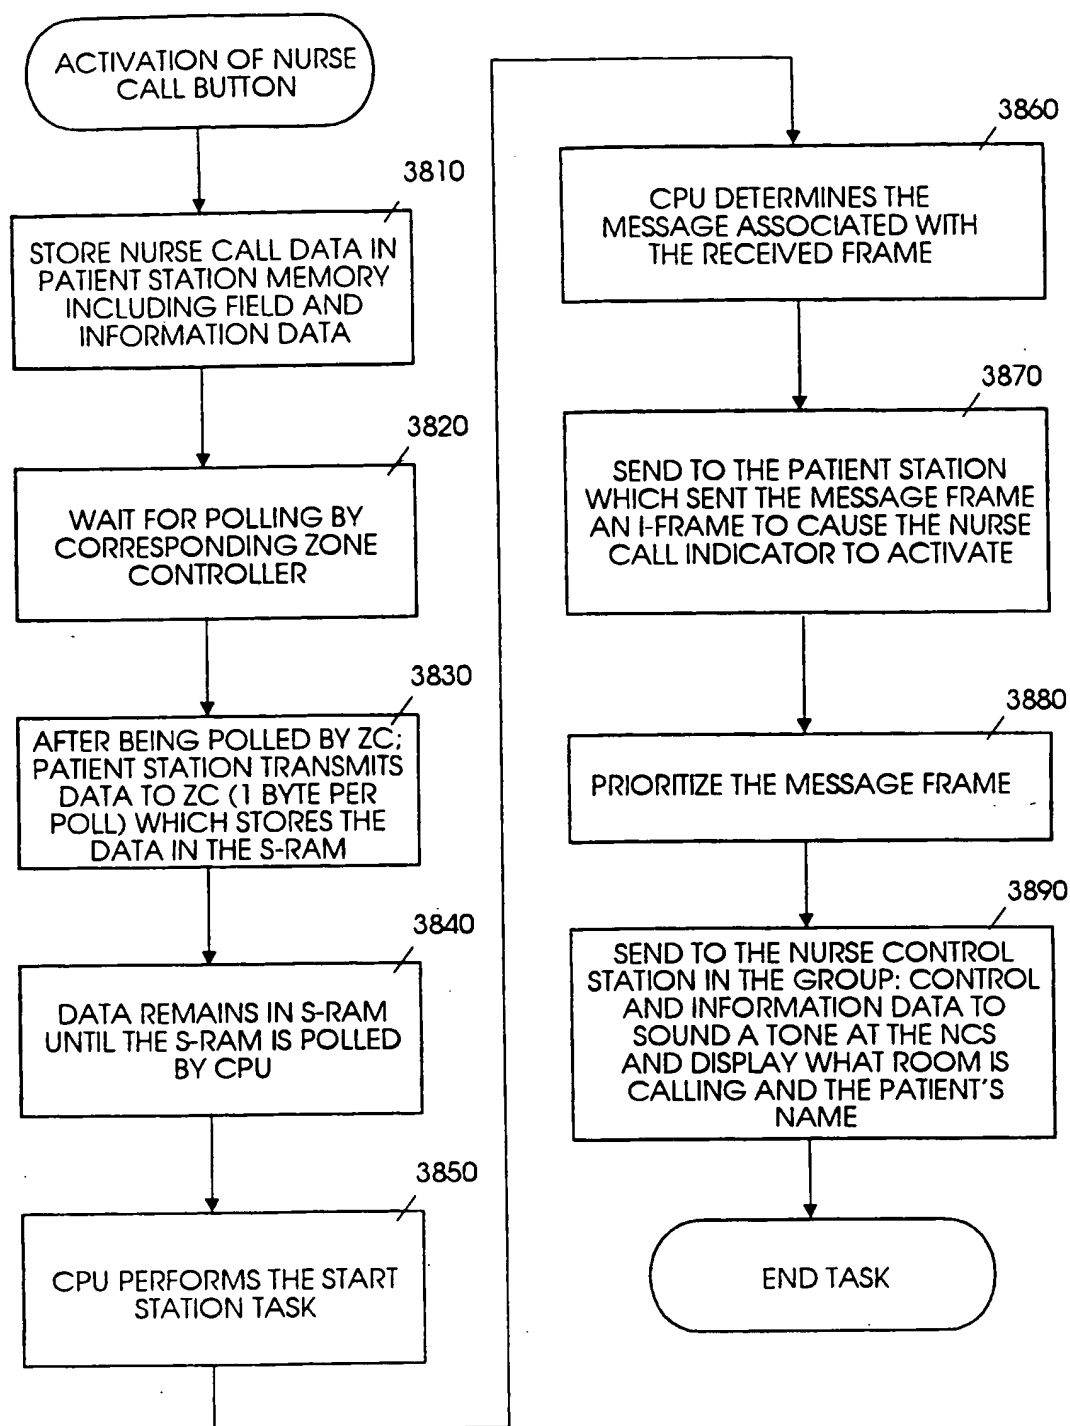 ACTIVATION OF NURSE
CALL BUTTON
3810
STORE NURSE CALL DATA IN
PATIENT STATION MEMORY
INCLUDING FIELD AND
INFORMATION DATA
3820
WAIT FOR POLLING BY
CORRESPONDING ZONE
CONTROLLER
3830
AFTER BEING POLLED BY ZC;
PATIENT STATION TRANSMITS
DATA TO ZC (1 BYTE PER
POLL) WHICH STORES THE
DATA IN THE S-RAM
3840
DATA REMAINS IN S-RAM
UNTIL THE S-RAM IS POLLED
BY CPU
3850
CPU PERFORMS THE START
STATION TASK
3860
CPU DETERMINES THE
MESSAGE ASSOCIATED WITH
THE RECEIVED FRAME
3870
SEND TO THE PATIENT STATION
WHICH SENT THE MESSAGE FRAME
AN I-FRAME TO CAUSE THE NURSE
CALL INDICATOR TO ACTIVATE
3880
PRIORITIZE THE MESSAGE FRAME
3890
SEND TO THE NURSE CONTROL
STATION IN THE GROUP: CONTROL
AND INFORMATION DATA TO
SOUND A TONE AT THE NCS
AND DISPLAY WHAT ROOM IS
CALLING AND THE PATIENT'S
NAME
END TASK